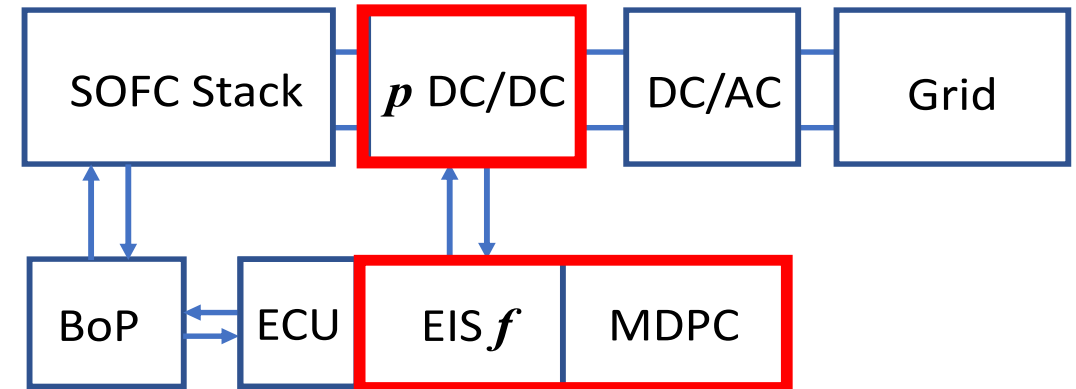 SOFC Stack
p DC/DC
DC/AC
Grid
BoP
ECU
EIS f
MDPC